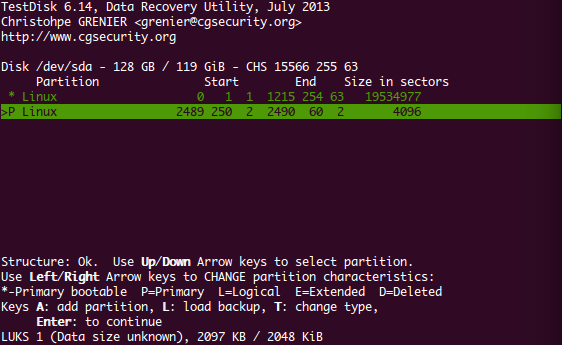 TestDisk 6.14, Data Recovery Utility, July 2013
Christohpe GRENIER <grenier@cgsecurity.org>
http://www.cgsecurity.org
Disk /dev/sda - 128 GB / 119 GiB - CHS 15566 255 63
Partition Start End Size in sectors
* Linux 0 1 1 1215 254 63 19534977
>P Linux 2489 250 2 2490 60 2 4096
Structure: Ok. Use Up/Down Arrow keys to select partition.
Use Left/Right Arrow keys to CHANGE partition characteristics:
*-Primary bootable P=Primary L=Logical E=Extended D=Deleted
Keys A: add partition, L: load backup, T: change type,
Enter: to continue
LUKS 1 (Data size unknown), 2097 KB / 2048 KiB